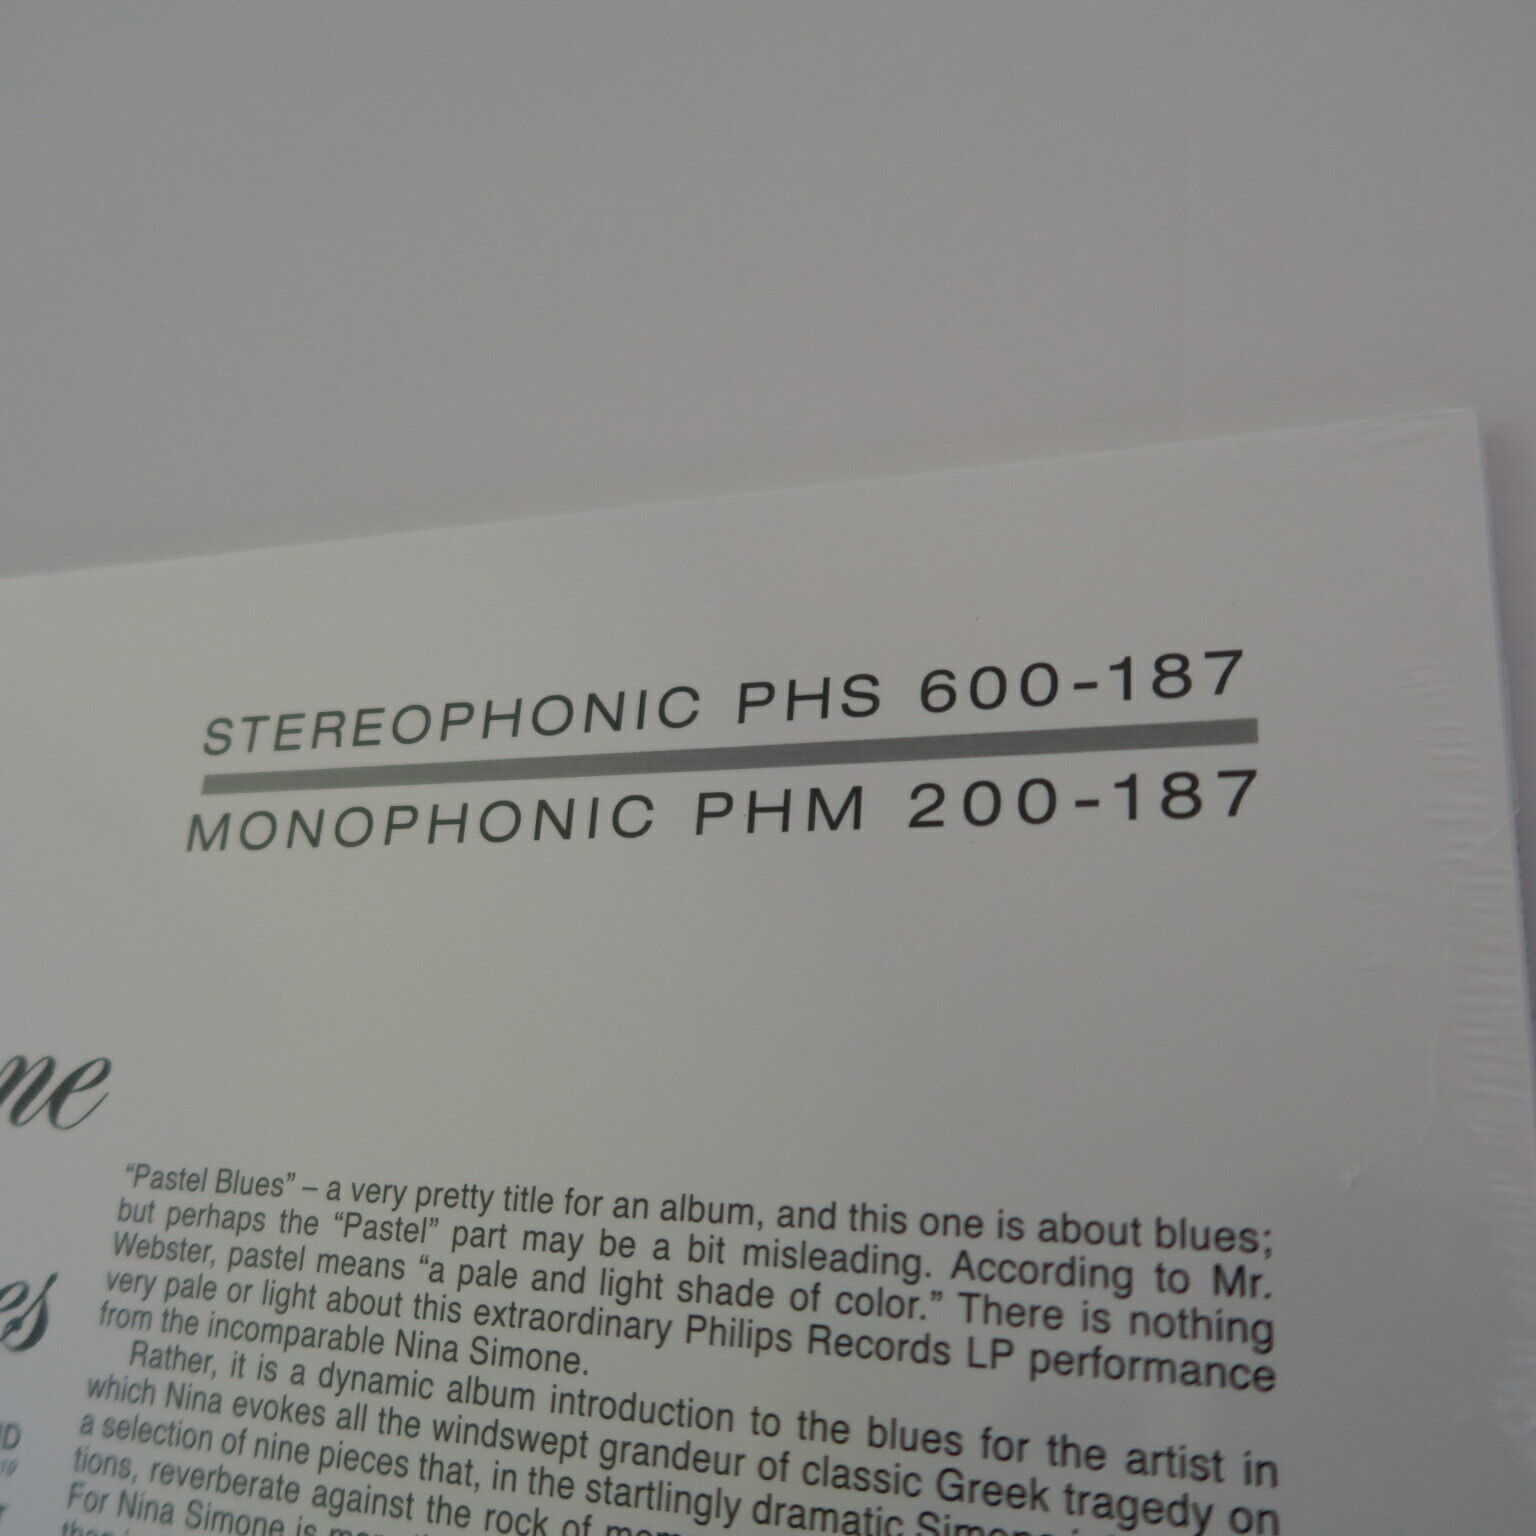 STEREOPHONIC PHS 600-187
MONOPHONIC PHM 200-187
ne
es
“Pastel Blues” – a very pretty title for an album, and this one is about blues;
but perhaps the “Pastel” part may be a bit misleading. According to Mr.
Webster, pastel means “a pale and light shade of color.” There is nothing
very pale or light about this extraordinary Philips Records LP performance
from the incomparable Nina Simone.
Rather, it is a dynamic album introduction to the blues for the artist in
which Nina evokes all the windswept grandeur of classic Greek tragedy on
a selection of nine pieces that, in the startlingly dramatic Simone
tions, reverberate against the rock of
For Nina Simone is